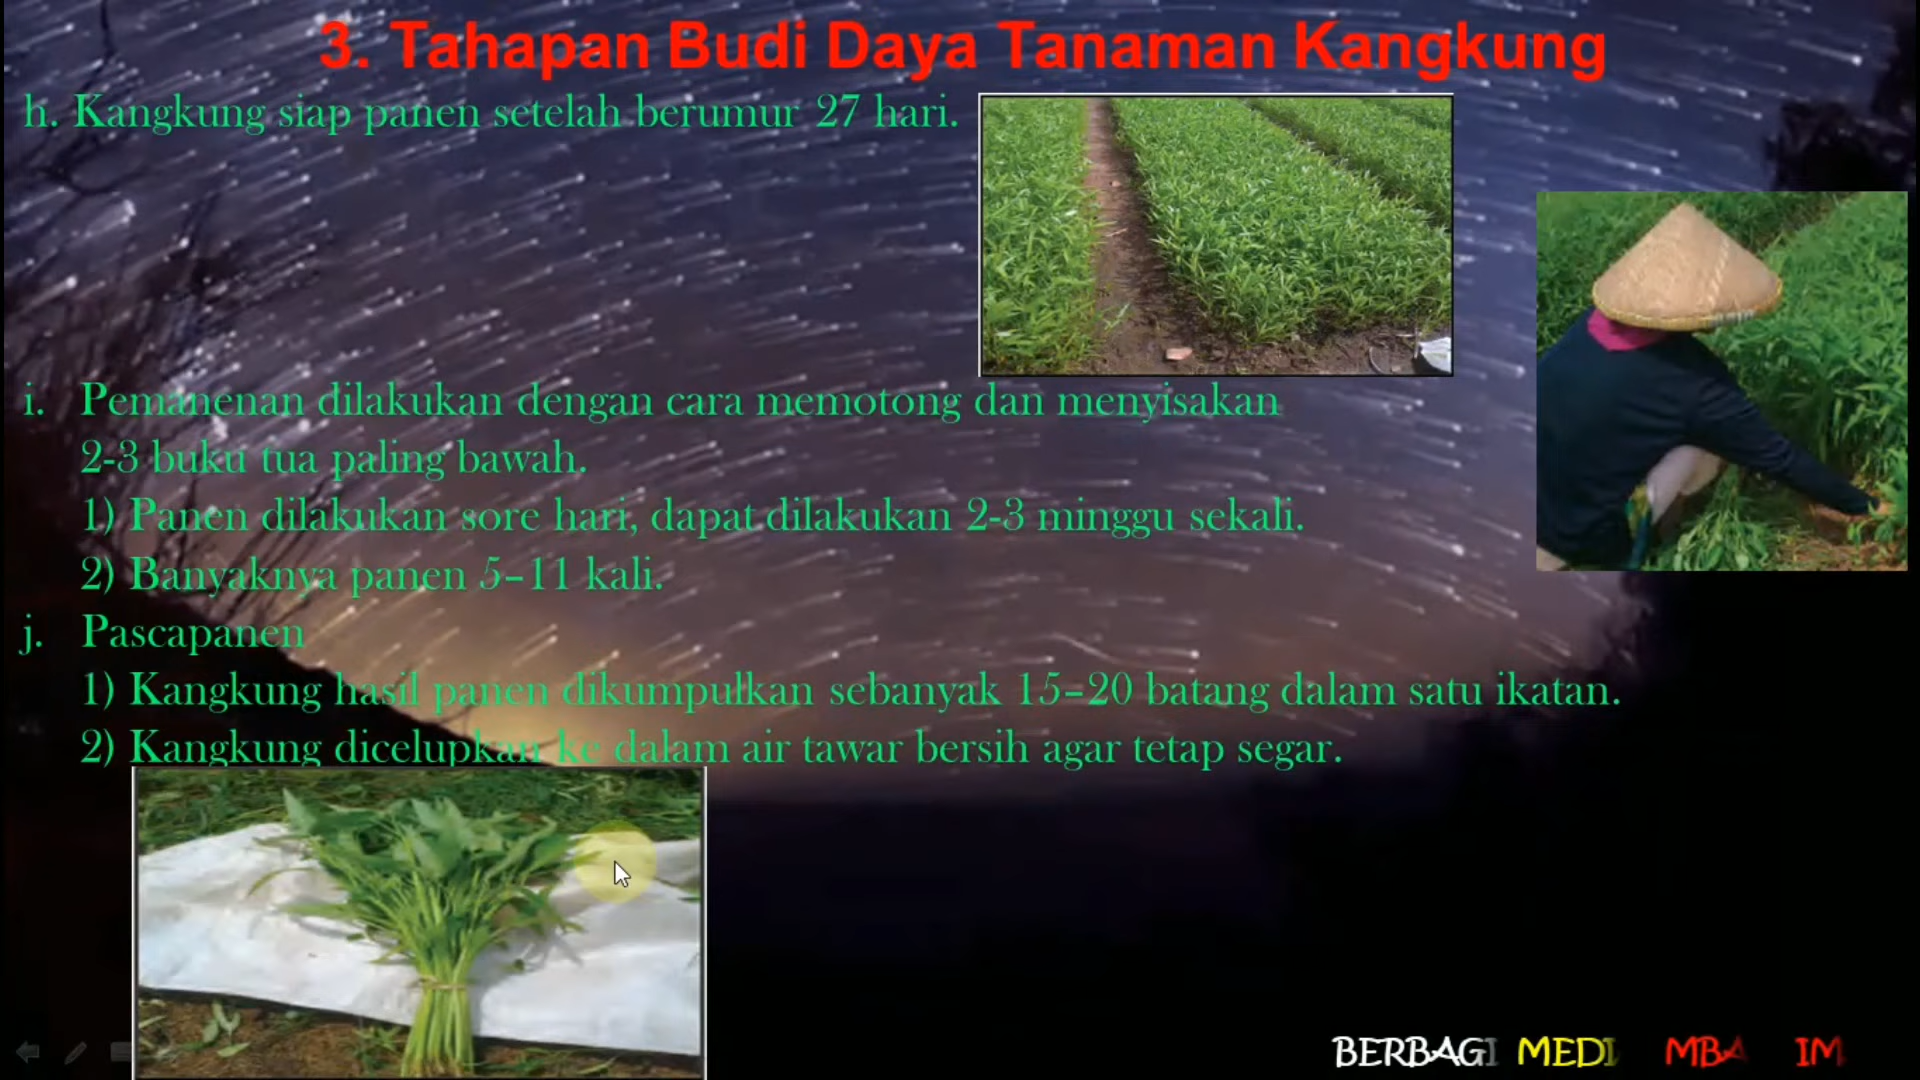 3. Tahapan Budi Daya Tanaman Kangkung
h. Kangkung siap panen setelah berumur 27 hari.
i. Pemanenan dilakukan dengan cara memotong dan menyisakan
2-3 buku tua paling bawah.
1) Panen dilakukan sore hari, dapat dilakukan 2-3 minggu sekali.
2) Banyaknya panen 5–11 kali.
j. Pascapanen
1) Kangkung hasil panen dikumpulkan sebanyak 15–20 batang dalam satu ikatan.
2) Kangkung dicelupkan ke dalam air tawar bersih agar tetap segar.
BERBAGI MEDI MBA IM